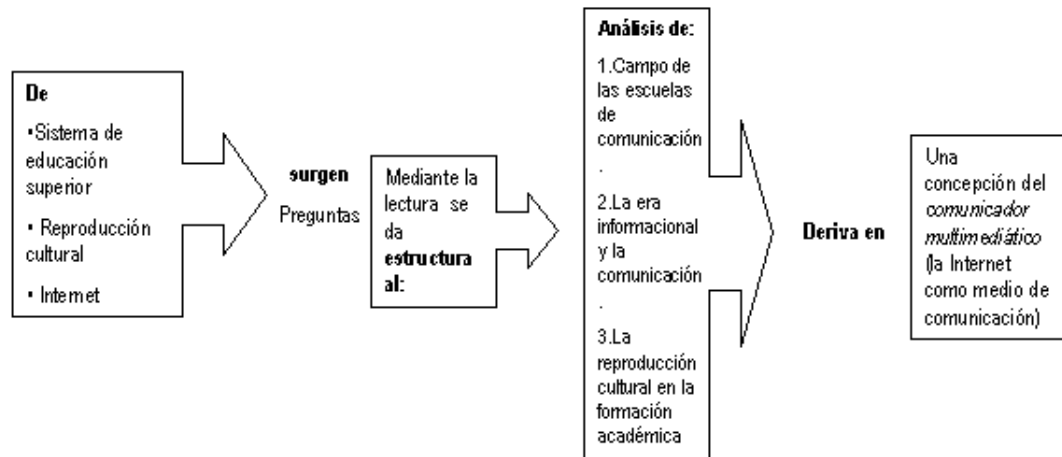 De
•Sistema de
educación
superior
• Reproducción
cultural
• Internet
surgen
Preguntas
Mediante la
lectura se
da
estructura
al:
Análisis de:
1.Campo de
las escuelas
de
comunicación
.
2.La era
informacional
y la
comunicación
.
3.La
reproducción
cultural en la
formación
académica
Deriva en
Una
concepción del
comunicador
multimediático
(la Internet
como medio de
comunicación)